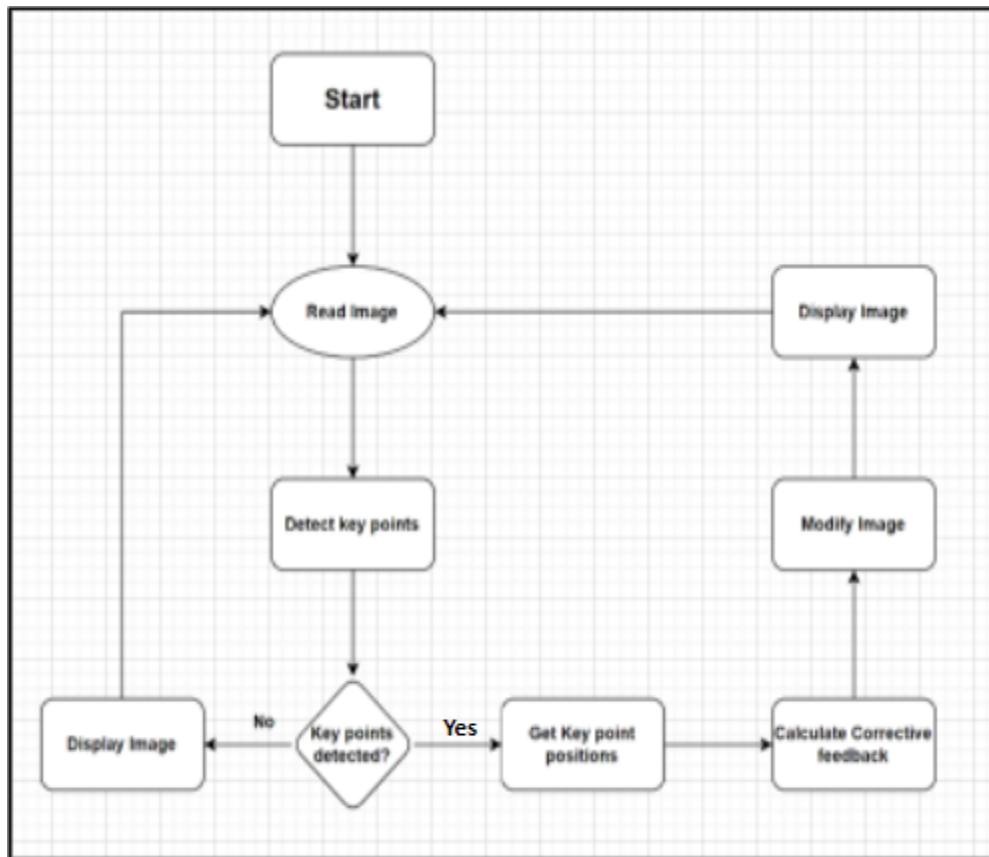 Start
Read Image
Display Image
Detect key points
Modify Image
Display Image
No
Key points
detected?
Yes
Get Key point
positions
Calculate Corrective
feedback